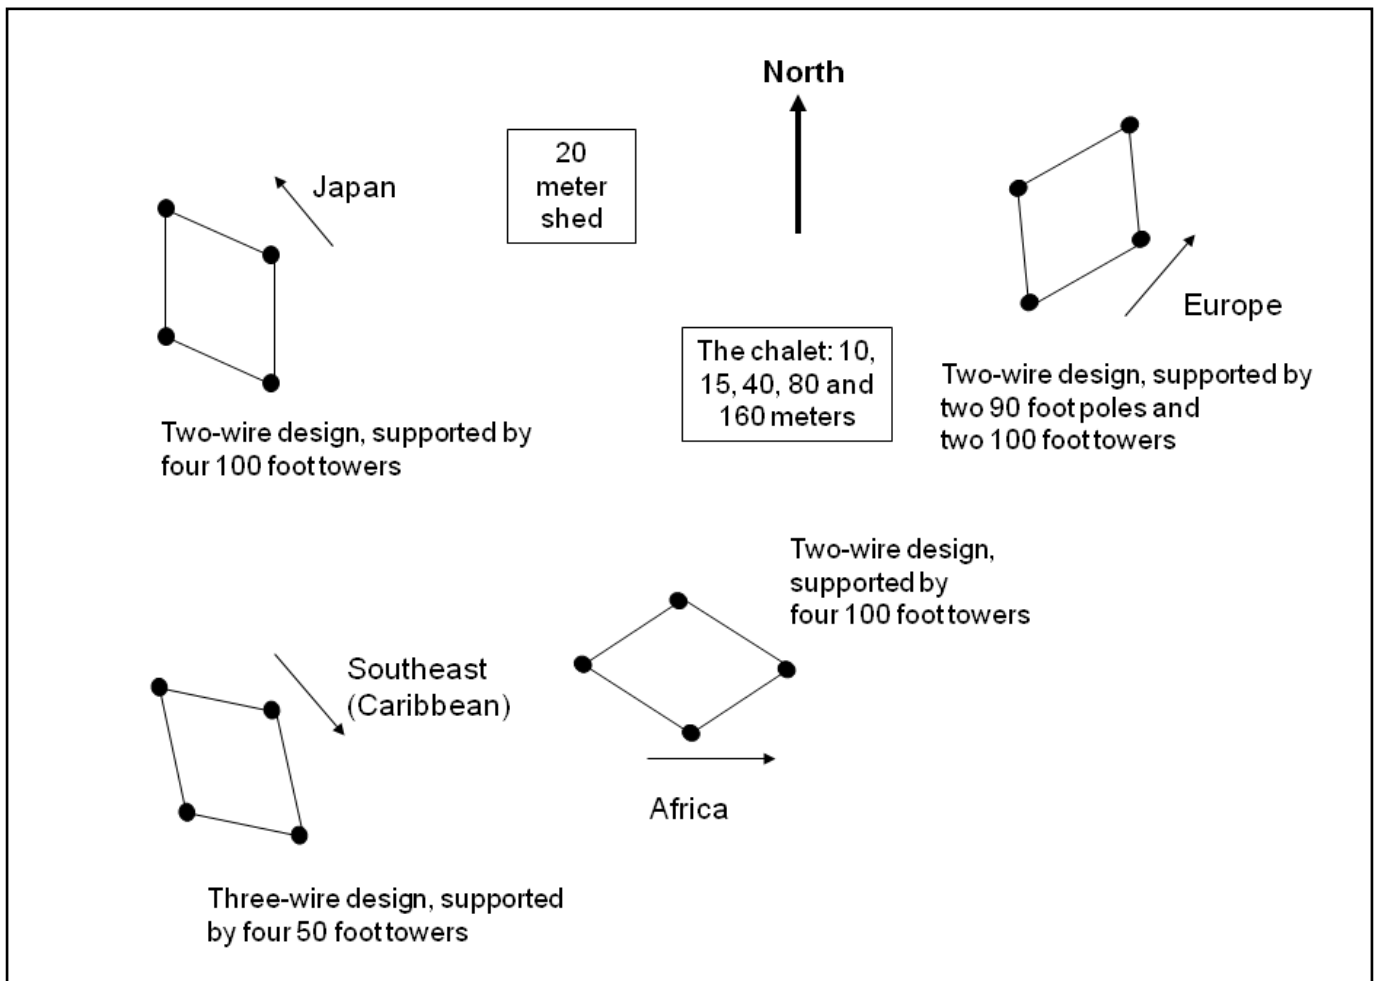 North
20
meter
shed
Japan
Europe
The chalet: 10,
15, 40, 80 and
160 meters
Two-wire design, supported by
two 90 foot poles and
two 100 foot towers
Two-wire design, supported by
four 100 foot towers
Two-wire design,
supported by
four 100 foot towers
Southeast
(Caribbean)
Africa
Three-wire design, supported
by four 50 foot towers